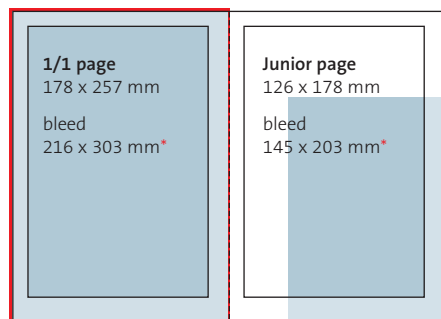 1/1 page
178 x 257 mm
bleed
216 x 303 mm*
Junior page
126 x 178 mm
bleed
145 x 203 mm*